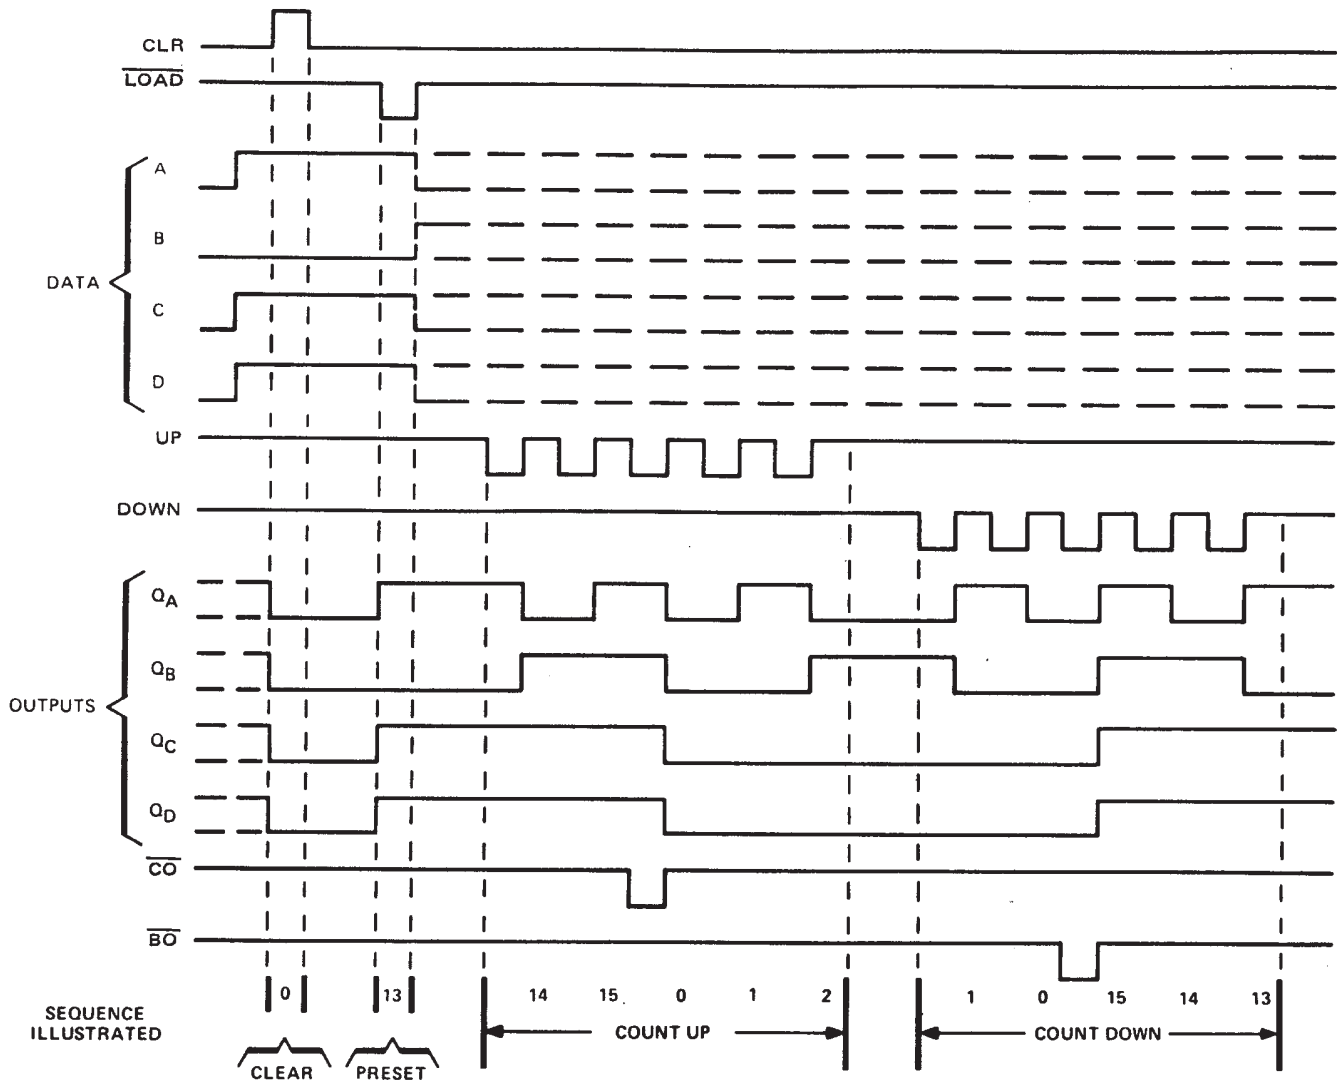 CLR
LOAD
DATA
A
B
C
D
UP
DOWN
OUTPUTS
QA
QB
QC
QD
CO
BO
SEQUENCE
ILLUSTRATED
0 13 14 15 0 1 2 1 0 15 14 13
COUNT UP COUNT DOWN
CLEAR PRESET